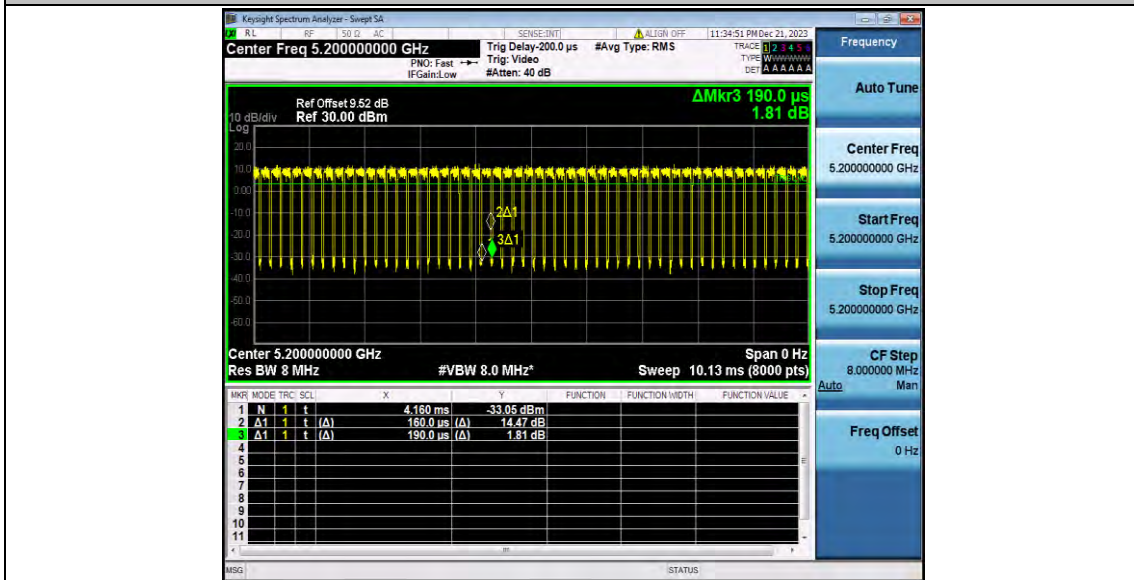 Keysight Spectrum Analyzer - Swept SA
RL RF 50 Ω AC SENSE:INT ALIGN OFF 11:34:51 PM Dec 21, 2023
Center Freq 5.200000000 GHz Trig Delay-200.0 µs #Avg Type: RMS TRACE 1 2 3 4 5 6
PNO: Fast Trig: Video TYPE W
IFGain:Low #Atten: 40 dB DET A A A A A A
Frequency
Auto Tune
Center Freq
5.200000000 GHz
Start Freq
5.200000000 GHz
Stop Freq
5.200000000 GHz
CF Step
8.000000 MHz
Auto Man
Freq Offset
0 Hz
ΔMkr3 190.0 µs
1.81 dB
Ref Offset 9.52 dB
10 dB/div Ref 30.00 dBm
Log
20.0
10.0
0.00
-10.0
-20.0
-30.0
-40.0
-50.0
-60.0
2Δ1
3Δ1
Center 5.200000000 GHz Span 0 Hz
Res BW 8 MHz #VBW 8.0 MHz* Sweep 10.13 ms (8000 pts)
MKR MODE TRC SCL X Y FUNCTION FUNCTION WIDTH FUNCTION VALUE
1 N 1 t 4.160 ms -33.05 dBm
2 Δ1 1 t (Δ) 160.0 µs (Δ) 14.47 dB
3 Δ1 1 t (Δ) 190.0 µs (Δ) 1.81 dB
4
5
6
7
8
9
10
11
MSG STATUS